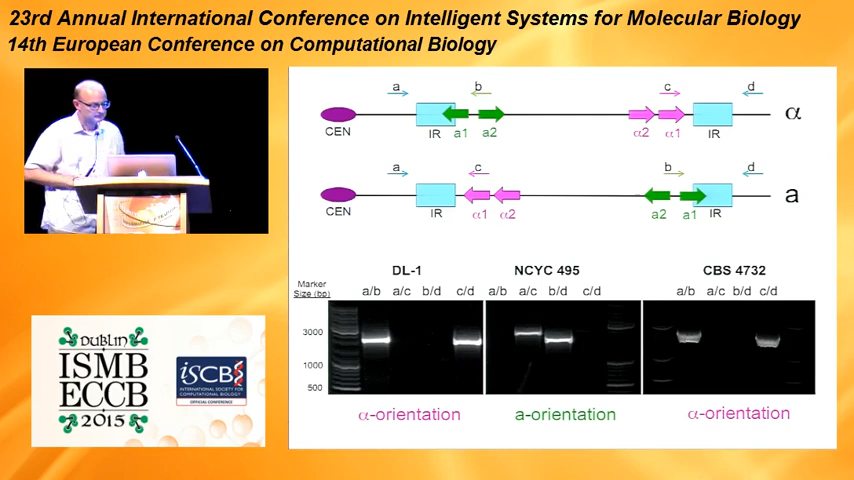 23rd Annual International Conference on Intelligent Systems for Molecular Biology
14th European Conference on Computational Biology
a b c d
CEN IR a1 a2 α2 α1 IR α
a c b d
CEN IR α1 α2 a2 a1 IR a
DL-1 NCYC 495 CBS 4732
Marker
Size (bp)
a/b a/c b/d c/d a/b a/c b/d c/d a/b a/c b/d c/d
3000
1000
500
α-orientation a-orientation α-orientation
DUBLIN
ISMB
ECCB
2015
ISCB
INTERNATIONAL SOCIETY FOR
COMPUTATIONAL BIOLOGY
OFFICIAL CONFERENCE